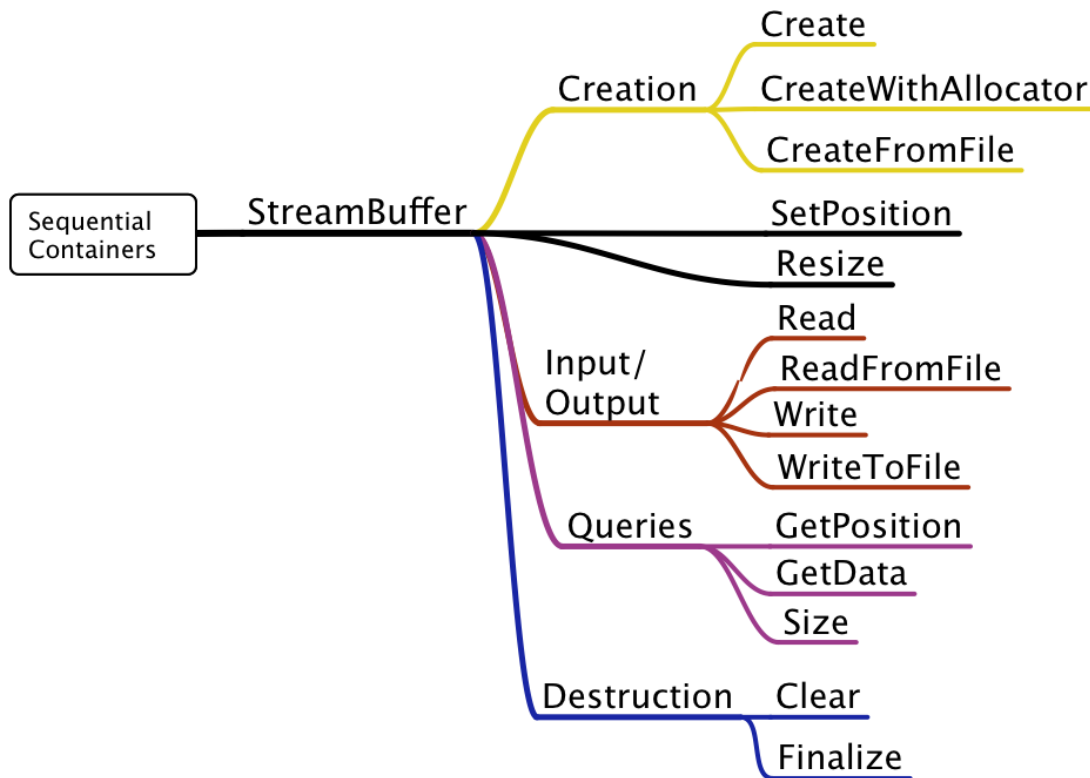 Create
Creation
CreateWithAllocator
CreateFromFile
Sequential
Containers
StreamBuffer
SetPosition
Resize
Input/
Output
Read
ReadFromFile
Write
WriteToFile
Queries
GetPosition
GetData
Size
Destruction
Clear
Finalize